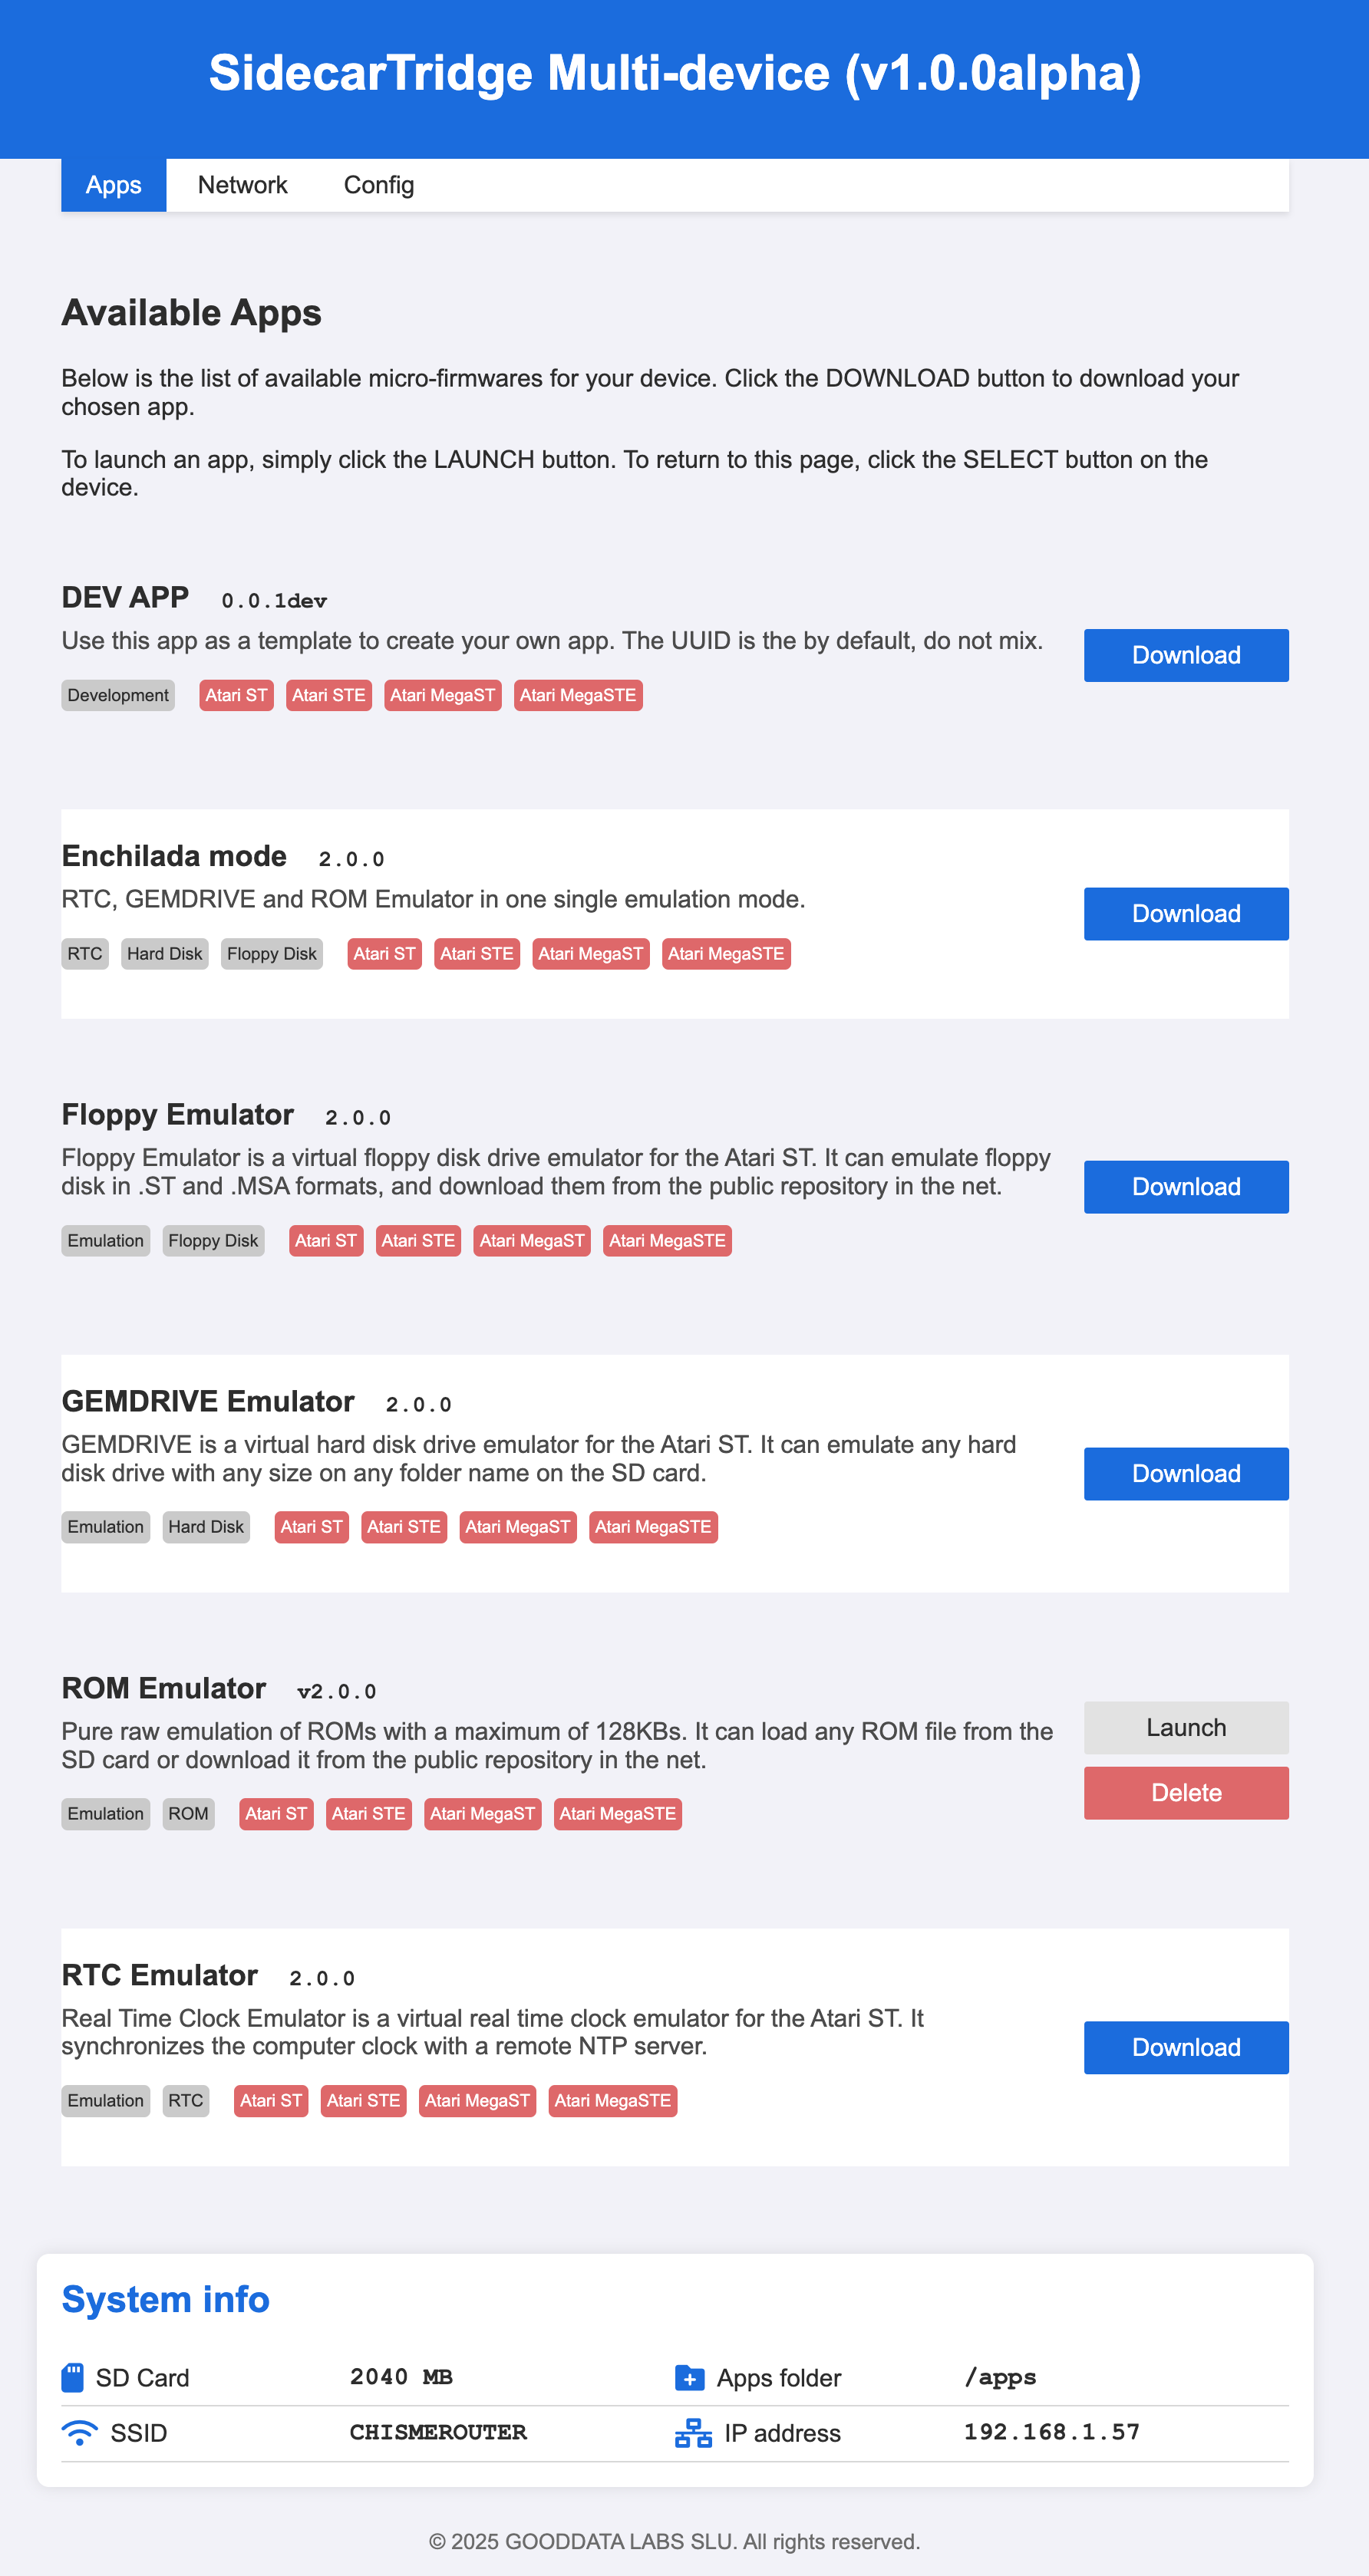 SidecarTridge Multi-device (v1.0.0alpha)
Apps Network Config
Available Apps
Below is the list of available micro-firmwares for your device. Click the DOWNLOAD button to download your
chosen app.
To launch an app, simply click the LAUNCH button. To return to this page, click the SELECT button on the
device.
DEV APP 0.0.1dev
Use this app as a template to create your own app. The UUID is the by default, do not mix.
Download
Development Atari ST Atari STE Atari MegaST Atari MegaSTE
Enchilada mode 2.0.0
RTC, GEMDRIVE and ROM Emulator in one single emulation mode.
Download
RTC Hard Disk Floppy Disk Atari ST Atari STE Atari MegaST Atari MegaSTE
Floppy Emulator 2.0.0
Floppy Emulator is a virtual floppy disk drive emulator for the Atari ST. It can emulate floppy
disk in .ST and .MSA formats, and download them from the public repository in the net.
Download
Emulation Floppy Disk Atari ST Atari STE Atari MegaST Atari MegaSTE
GEMDRIVE Emulator 2.0.0
GEMDRIVE is a virtual hard disk drive emulator for the Atari ST. It can emulate any hard
disk drive with any size on any folder name on the SD card.
Download
Emulation Hard Disk Atari ST Atari STE Atari MegaST Atari MegaSTE
ROM Emulator v2.0.0
Pure raw emulation of ROMs with a maximum of 128KBs. It can load any ROM file from the
SD card or download it from the public repository in the net.
Launch
Delete
Emulation ROM Atari ST Atari STE Atari MegaST Atari MegaSTE
RTC Emulator 2.0.0
Real Time Clock Emulator is a virtual real time clock emulator for the Atari ST. It
synchronizes the computer clock with a remote NTP server.
Download
Emulation RTC Atari ST Atari STE Atari MegaST Atari MegaSTE
System info
SD Card 2040 MB Apps folder /apps
SSID CHISMEROUTER IP address 192.168.1.57
© 2025 GOODDATA LABS SLU. All rights reserved.